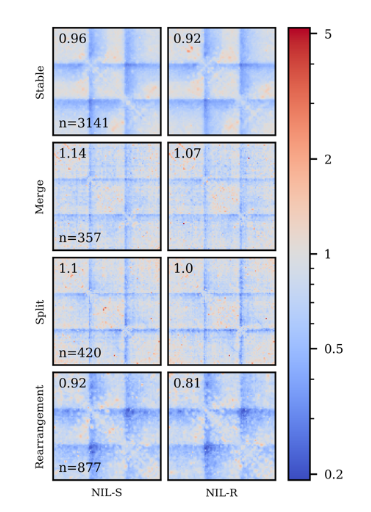 Stable
0.96
n=3141
0.92
Merge
1.14
n=357
1.07
Split
1.1
n=420
1.0
Rearrangement
0.92
n=877
0.81
NIL-S
NIL-R
5
2
1
0.5
0.2